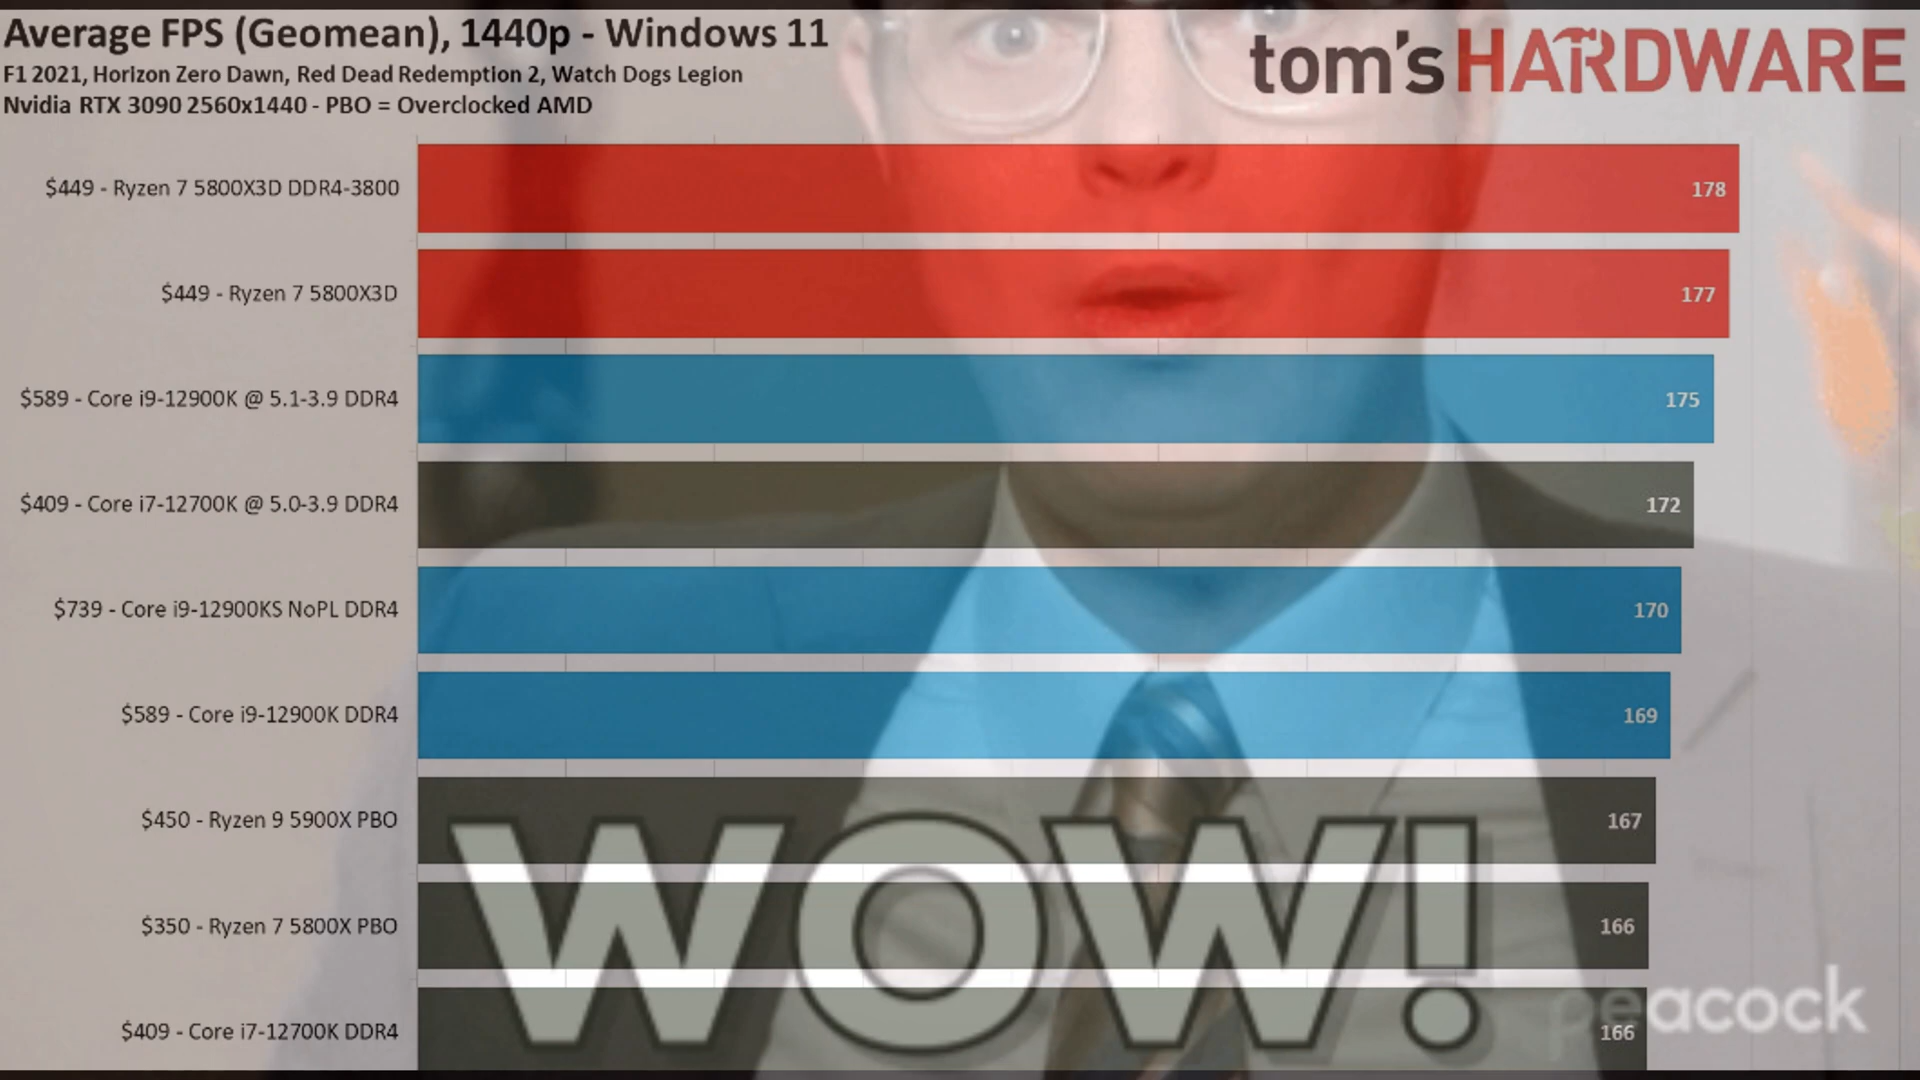 Average FPS (Geomean), 1440p - Windows 11
F1 2021, Horizon Zero Dawn, Red Dead Redemption 2, Watch Dogs Legion
Nvidia RTX 3090 2560x1440 - PBO = Overclocked AMD
tom's HARDWARE
$449 - Ryzen 7 5800X3D DDR4-3800 178
$449 - Ryzen 7 5800X3D 177
$589 - Core i9-12900K @ 5.1-3.9 DDR4 175
$409 - Core i7-12700K @ 5.0-3.9 DDR4 172
$739 - Core i9-12900KS NoPL DDR4 170
$589 - Core i9-12900K DDR4 169
$450 - Ryzen 9 5900X PBO 167
$350 - Ryzen 7 5800X PBO 166
$409 - Core i7-12700K DDR4 166
WOW!
peacock